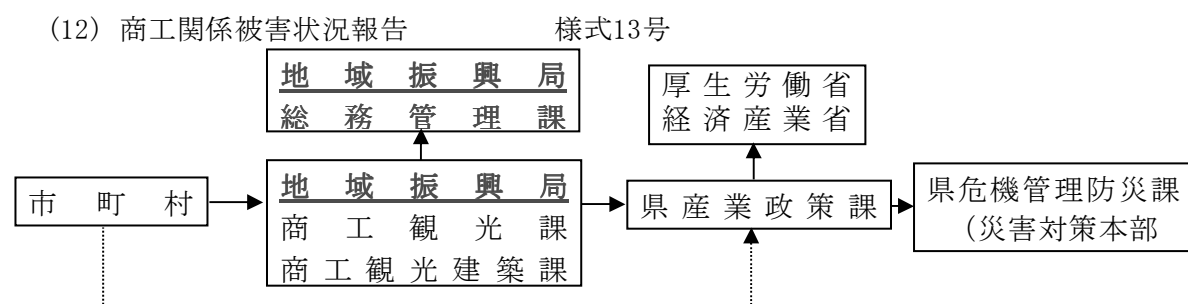 (12) 商工関係被害状況報告 様式13号
地域振興局
総務管理課
厚生労働省
経済産業省
市町村
地域振興局
商工観光課
商工観光建築課
県産業政策課
県危機管理防災課
(災害対策本部